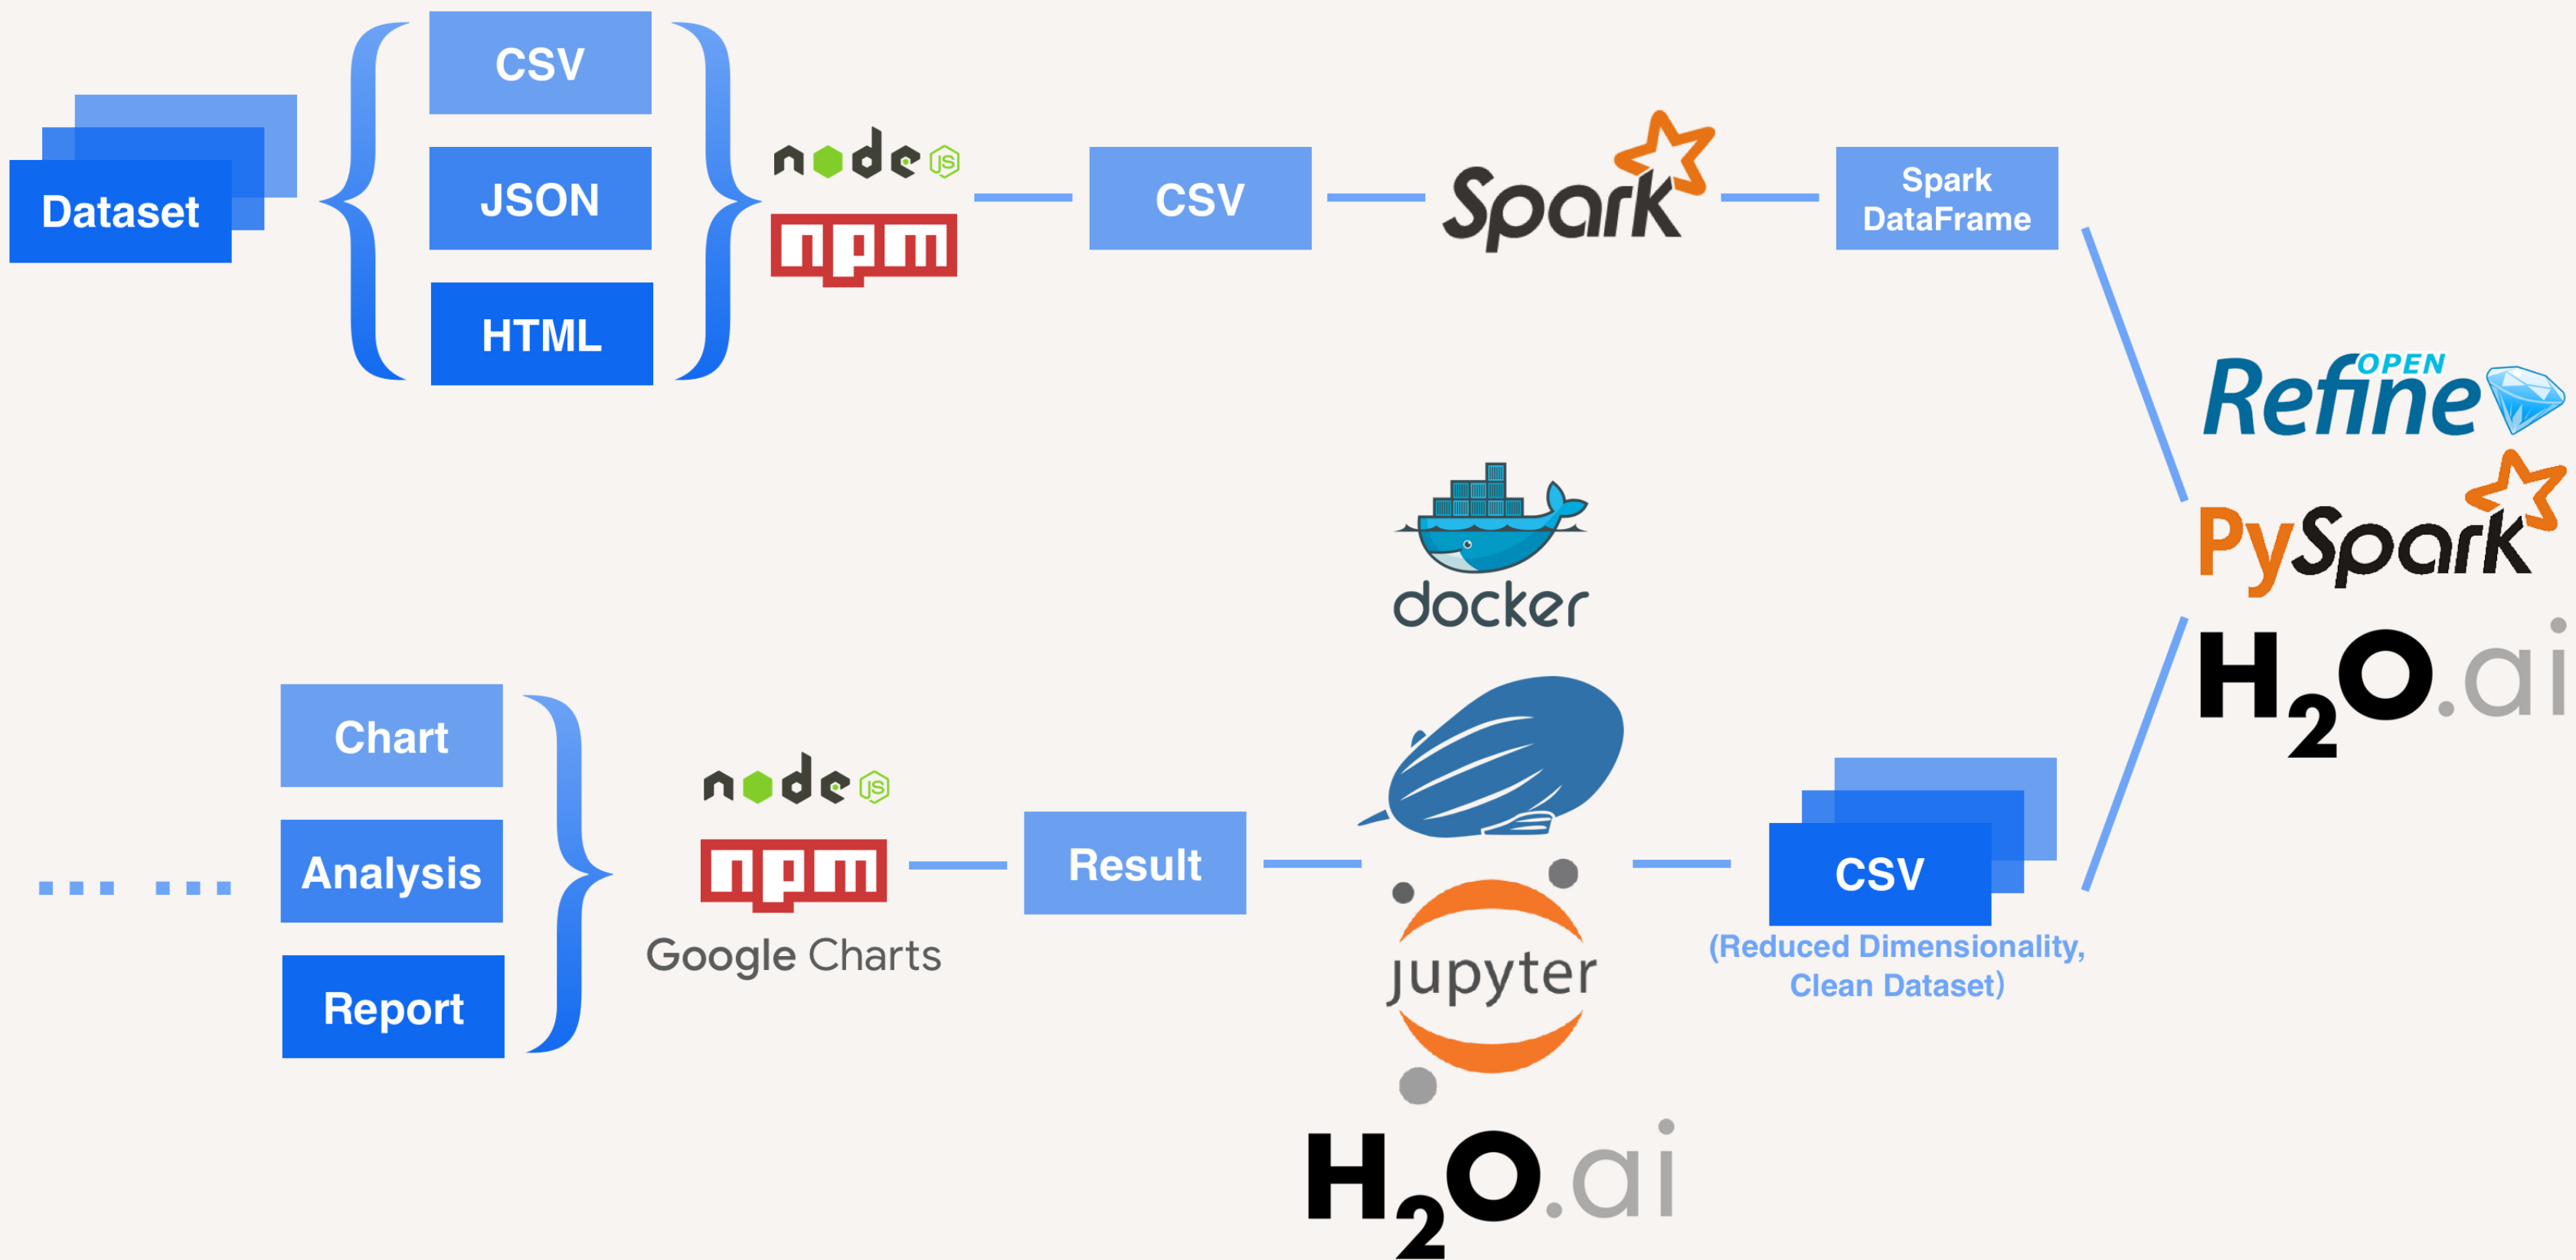 Dataset
CSV
JSON
HTML
node JS
npm
CSV
Spark
Spark
DataFrame
OPEN
Refine
PySpark
H2O.ai
docker
jupyter
H2O.ai
CSV
(Reduced Dimensionality,
Clean Dataset)
Result
node JS
npm
Google Charts
Chart
Analysis
Report
... ...